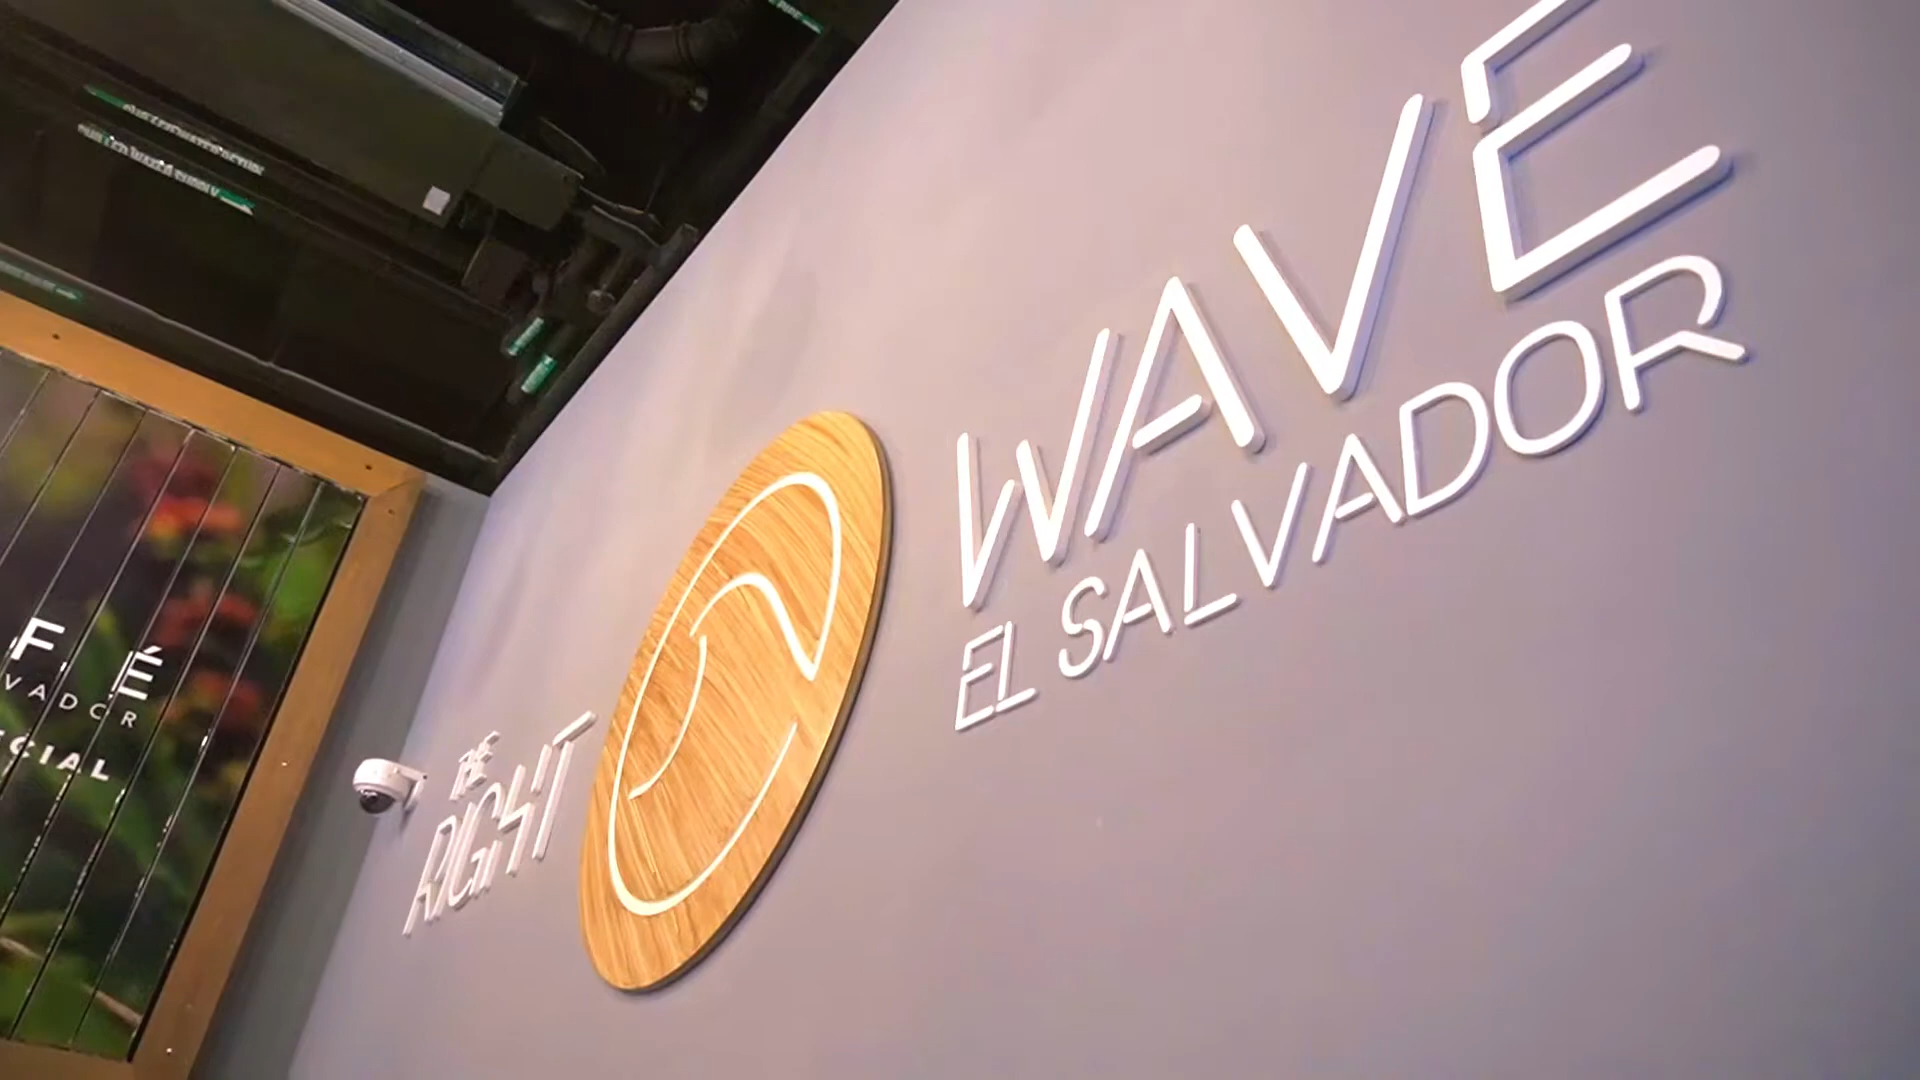 THE
RIGHT
WAVE
EL SALVADOR
F É
VADOR
CIAL